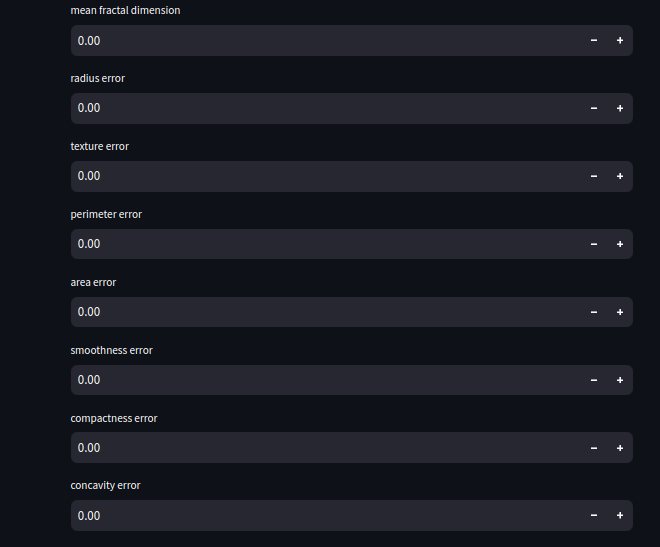 mean fractal dimension
0.00 − +
radius error
0.00 − +
texture error
0.00 − +
perimeter error
0.00 − +
area error
0.00 − +
smoothness error
0.00 − +
compactness error
0.00 − +
concavity error
0.00 − +